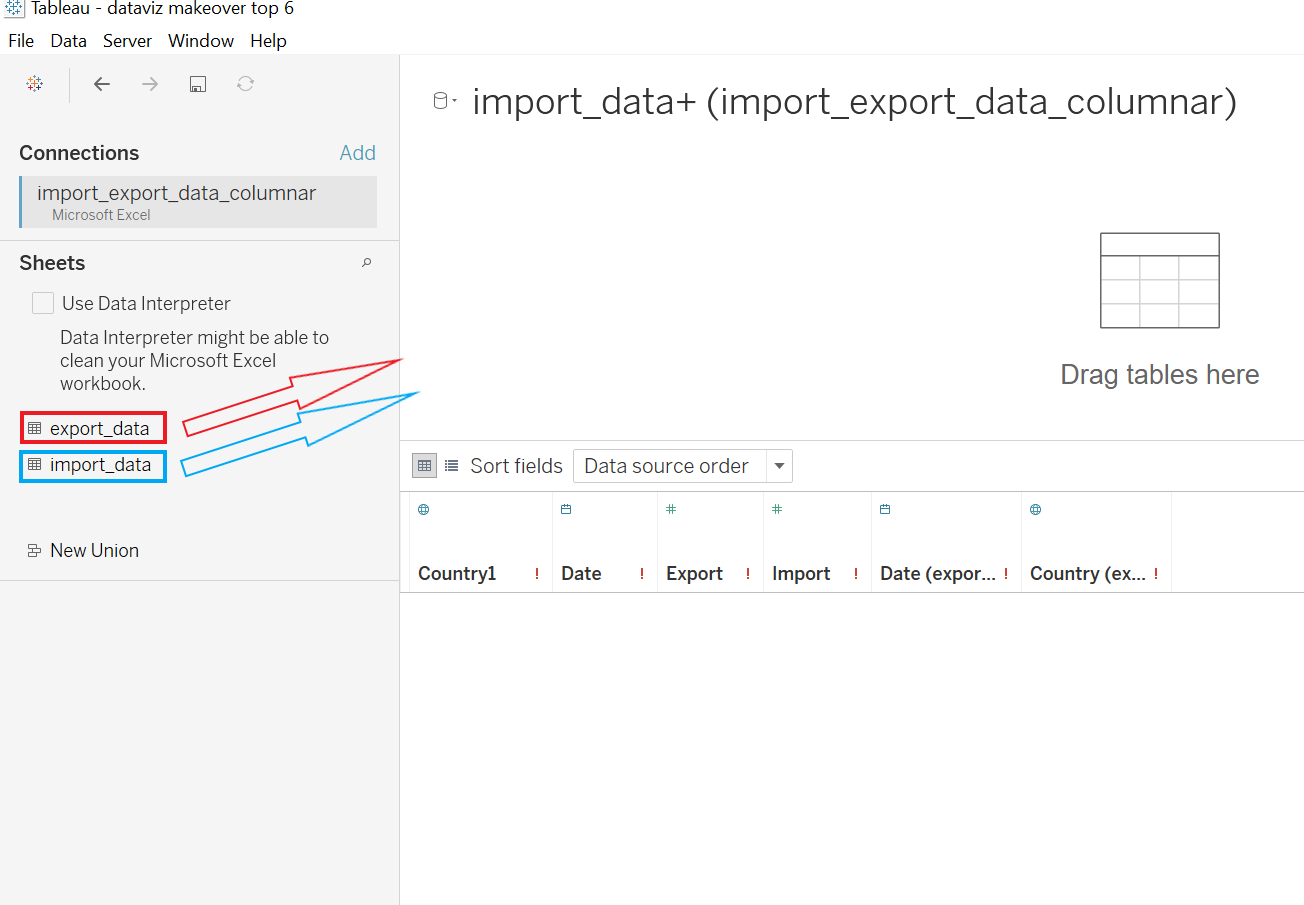 Tableau - dataviz makeover top 6
File Data Server Window Help
import_data+ (import_export_data_columnar)
Connections Add
import_export_data_columnar
Microsoft Excel
Sheets
Use Data Interpreter
Data Interpreter might be able to
clean your Microsoft Excel
workbook.
export_data
import_data
New Union
Drag tables here
Sort fields Data source order
# #
Country1 ! Date ! Export ! Import ! Date (expor... ! Country (ex... !